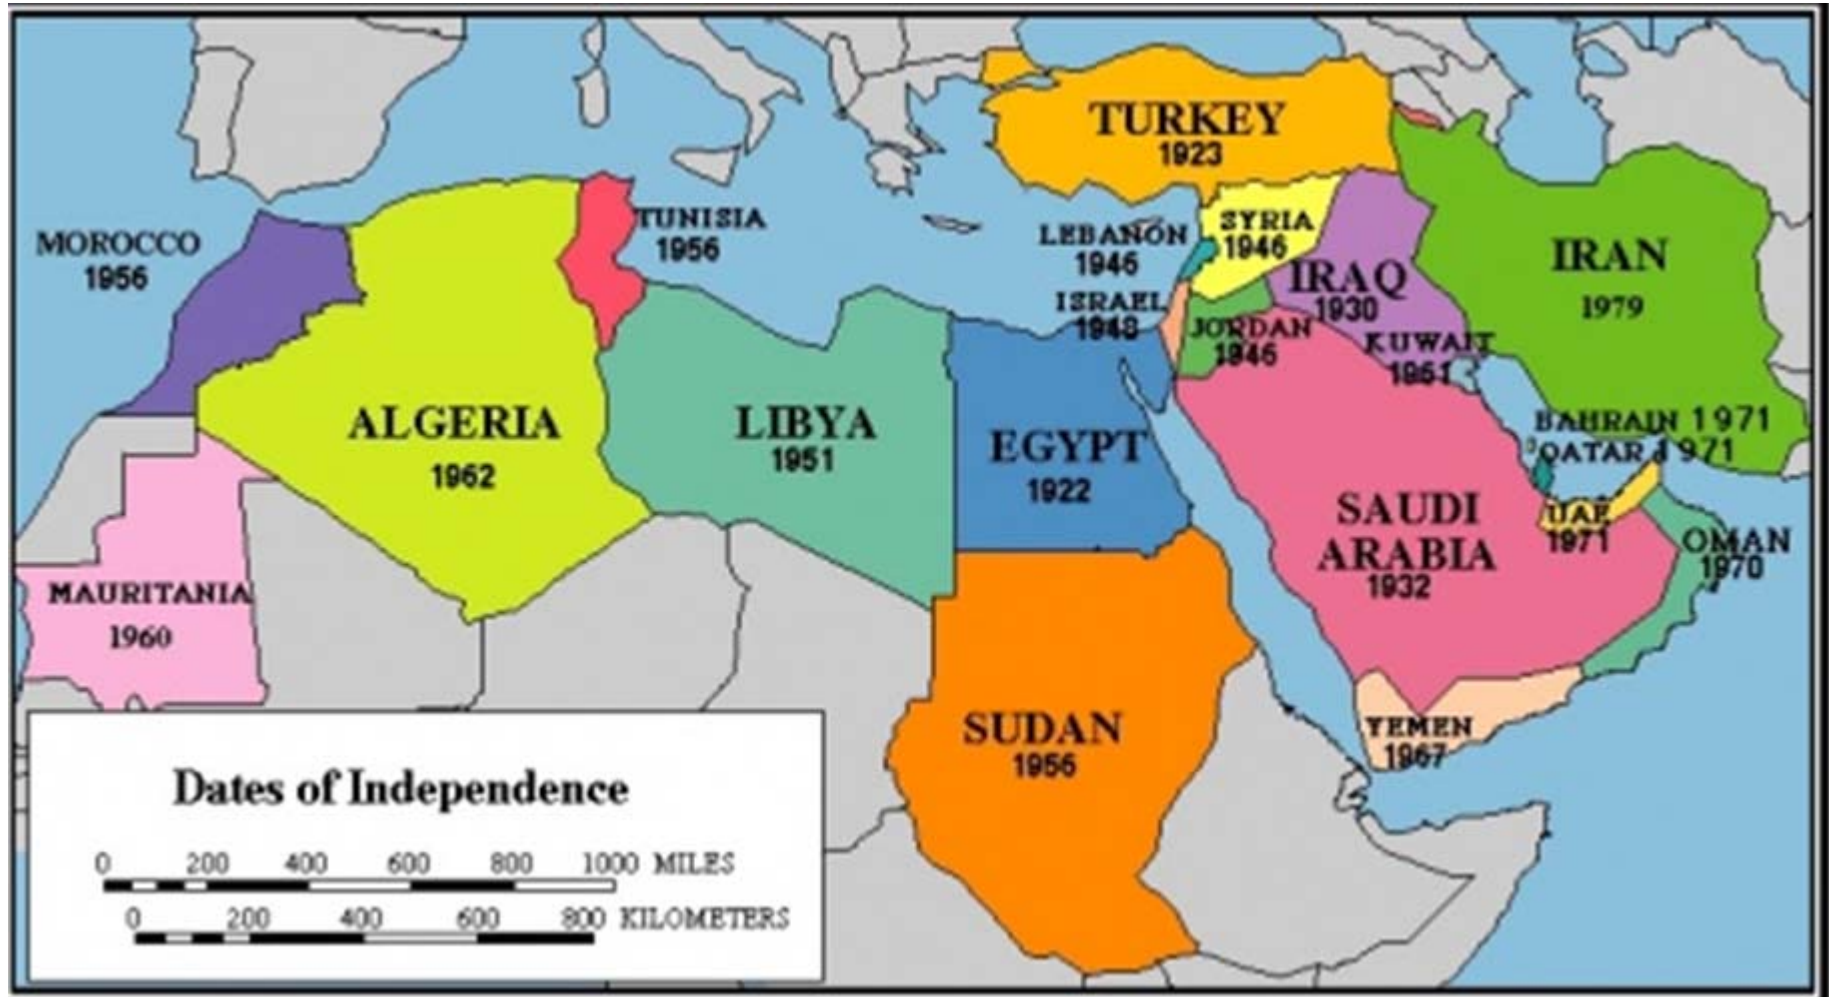 TURKEY
1923
MOROCCO
1956
TUNISIA
1956
LEBANON
1946
SYRIA
1946
ISRAEL
1948
JORDAN
1946
IRAQ
1930
KUWAIT
1961
IRAN
1979
ALGERIA
1962
LIBYA
1951
EGYPT
1922
BAHRAIN 1971
QATAR 1971
UAE
1971
OMAN
1970
SAUDI
ARABIA
1932
MAURITANIA
1960
SUDAN
1956
YEMEN
1967
Dates of Independence
0 200 400 600 800 1000 MILES
0 200 400 600 800 KILOMETERS